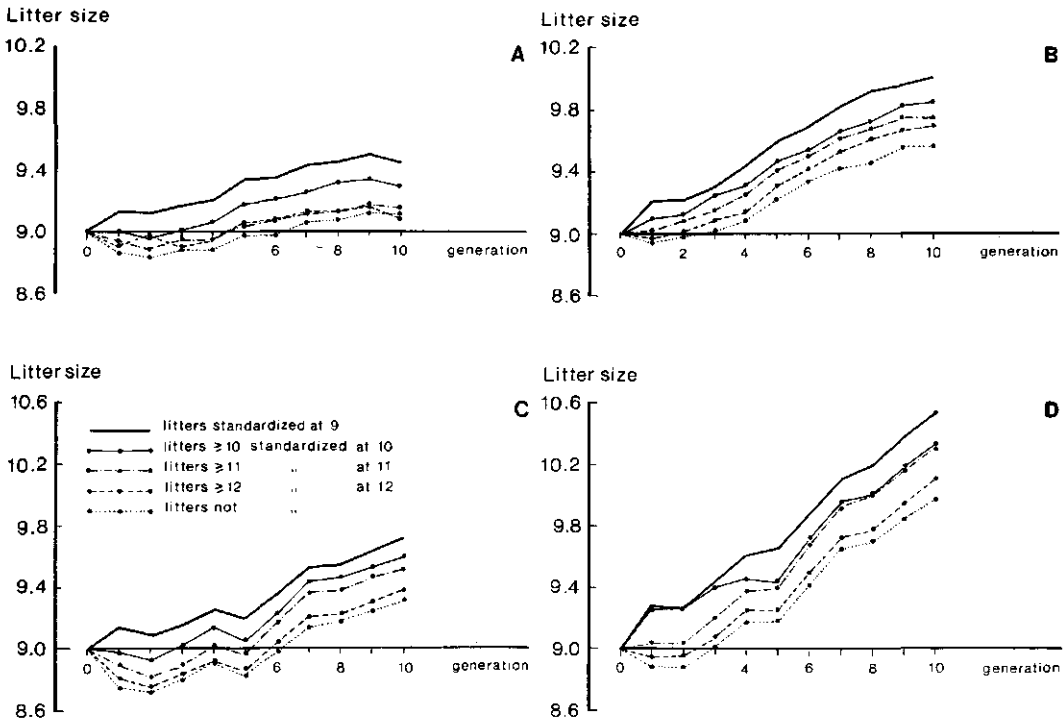 Litter size
10.2
9.8
9.4
9.0
8.6
A
0 2 4 6 8 10 generation
Litter size
10.2
9.8
9.4
9.0
8.6
B
0 2 4 6 8 10 generation
Litter size
10.6
10.2
9.8
9.4
9.0
8.6
C
litters standardized at 9
litters ≥10 standardized at 10
litters ≥11 " at 11
litters ≥12 " at 12
litters not "
0 2 4 6 8 10 generation
Litter size
10.6
10.2
9.8
9.4
9.0
8.6
D
0 2 4 6 8 10 generation